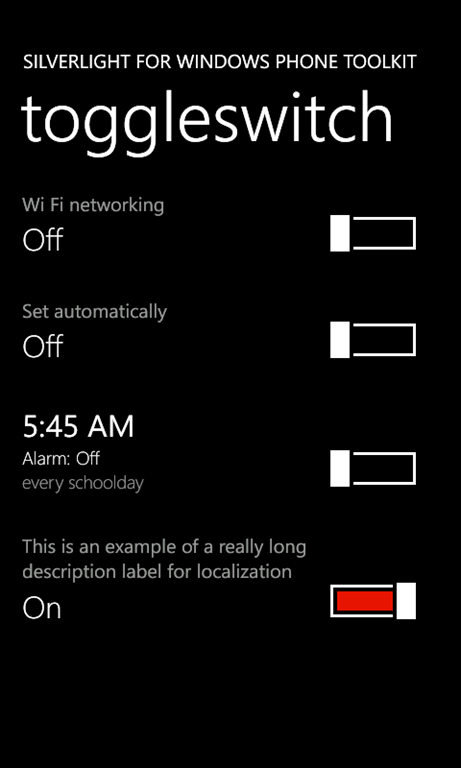 SILVERLIGHT FOR WINDOWS PHONE TOOLKIT
toggleswitch
Wi Fi networking
Off
Set automatically
Off
5:45 AM
Alarm: Off
every schoolday
This is an example of a really long
description label for localization
On